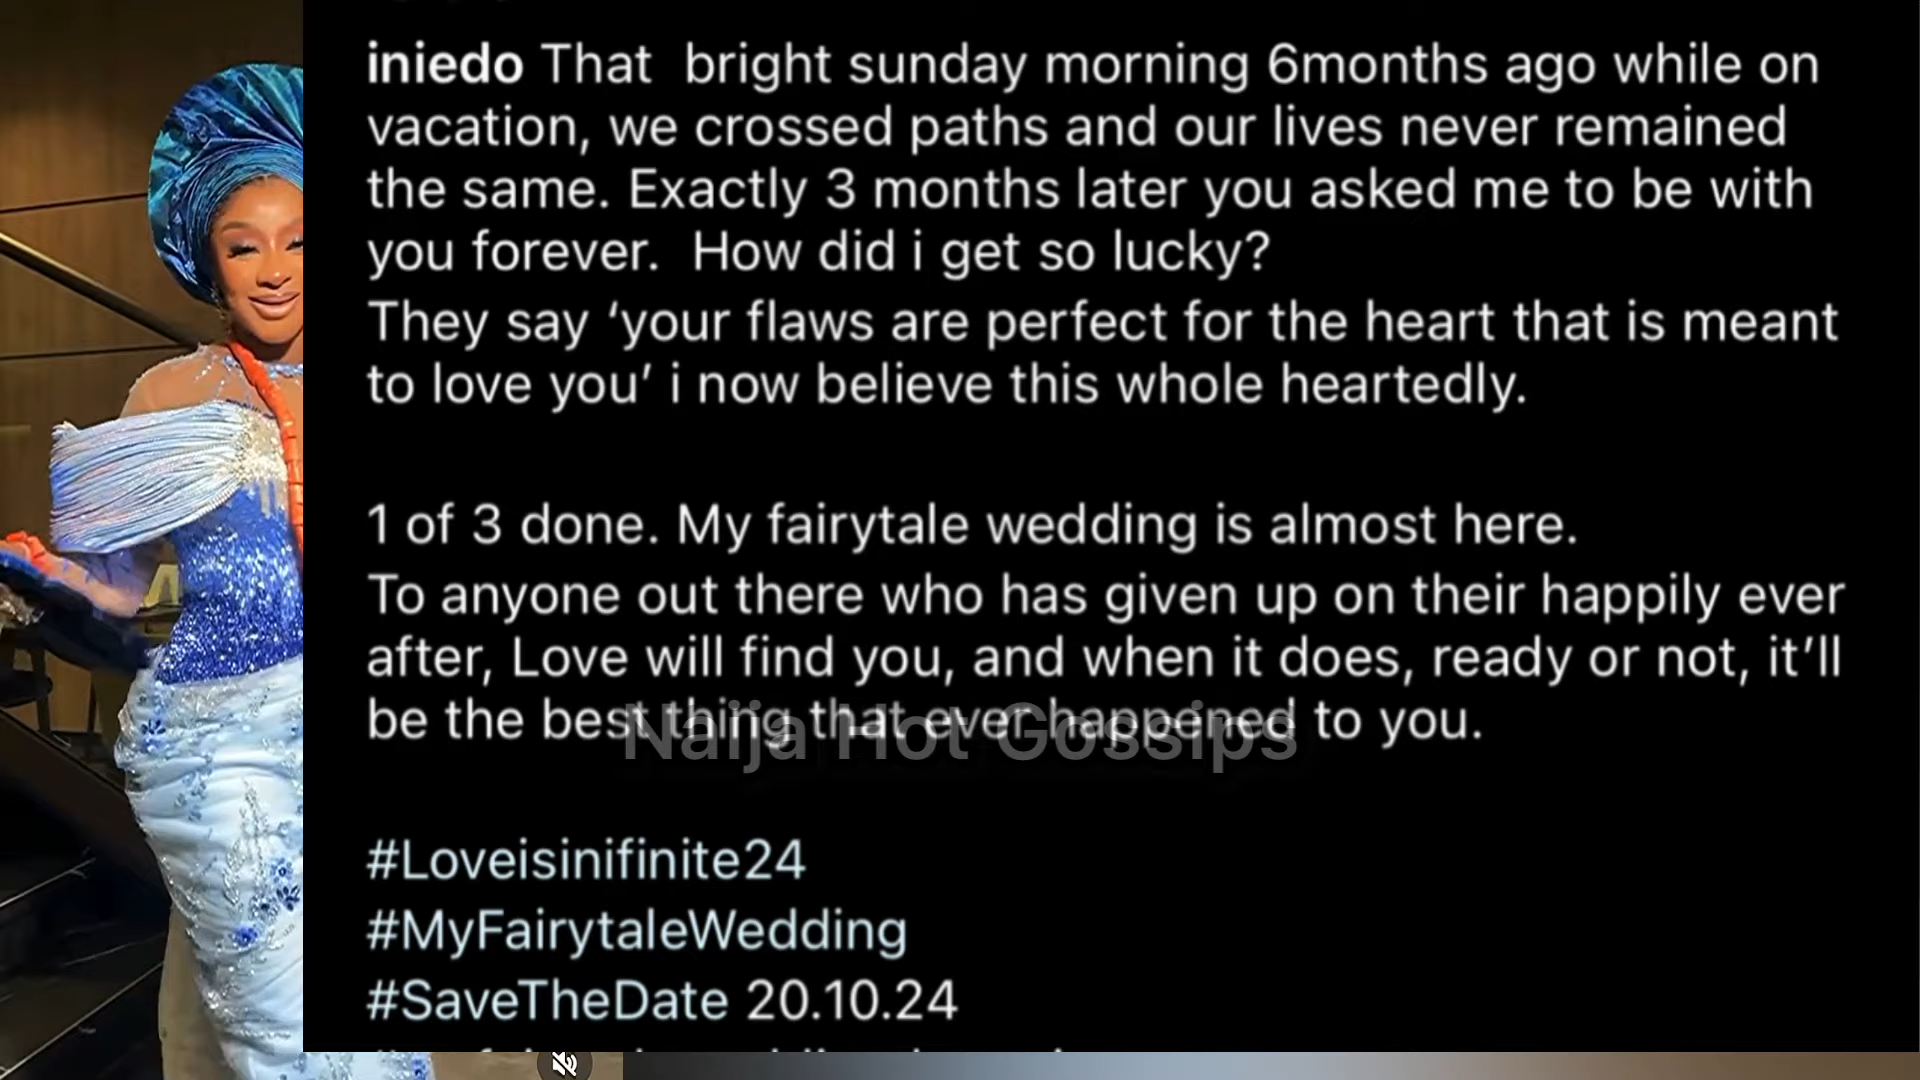 iniedo That bright sunday morning 6months ago while on
vacation, we crossed paths and our lives never remained
the same. Exactly 3 months later you asked me to be with
you forever. How did i get so lucky?
They say ‘your flaws are perfect for the heart that is meant
to love you’ i now believe this whole heartedly.
1 of 3 done. My fairytale wedding is almost here.
To anyone out there who has given up on their happily ever
after, Love will find you, and when it does, ready or not, it’ll
be the best thing that ever happened to you.
Naija Hot Gossips
#Loveisinifinite24
#MyFairytaleWedding
#SaveTheDate 20.10.24